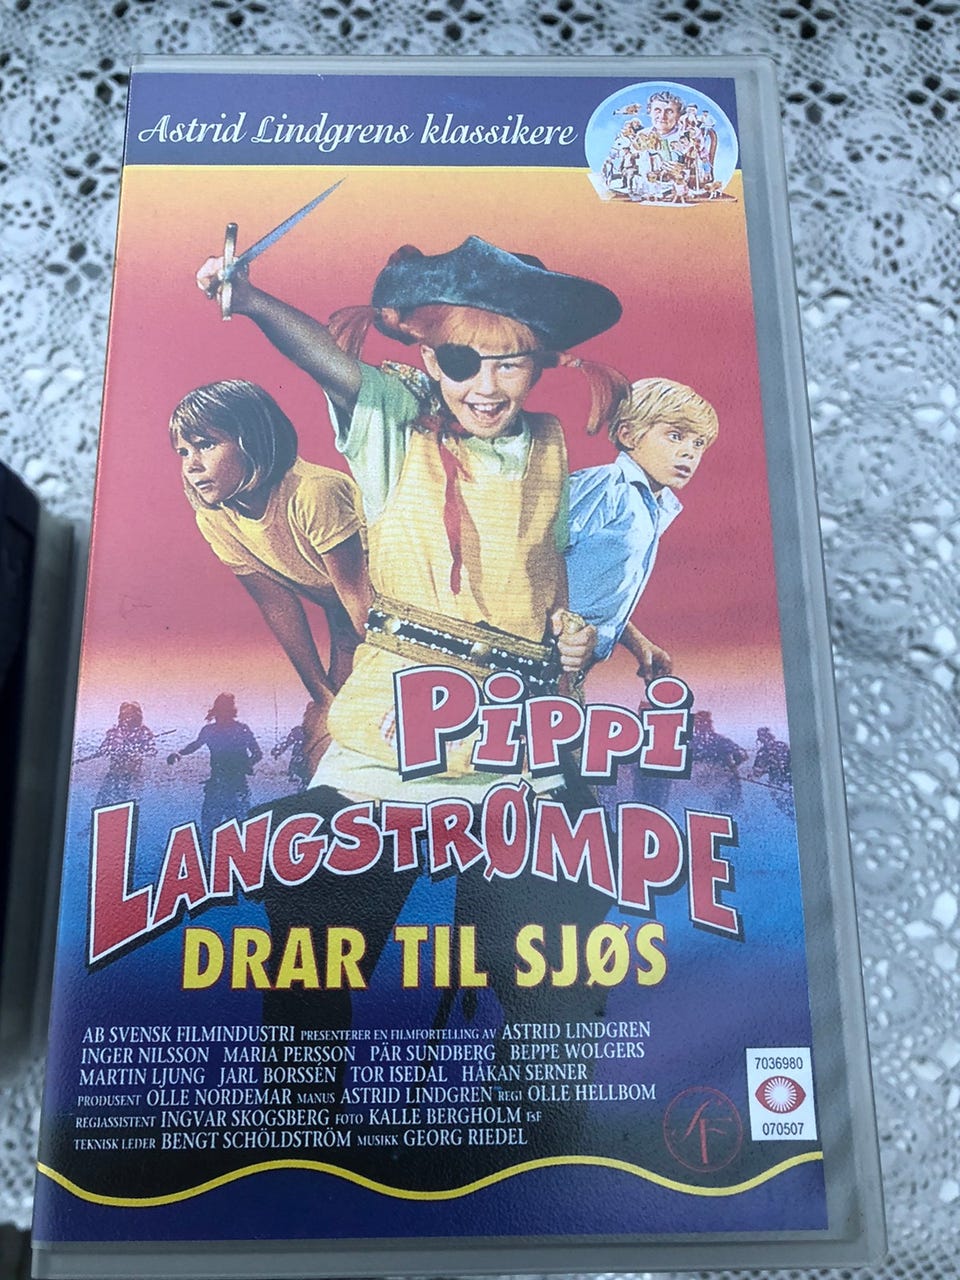 Astrid Lindgrens klassikere
PIPPI
LANGSTRØMPE
DRAR TIL SJØS
AB SVENSK FILMINDUSTRI PRESENTERER EN FILMFORTELLING AV ASTRID LINDGREN
INGER NILSSON MARIA PERSSON PÄR SUNDBERG BEPPE WOLGERS
MARTIN LJUNG JARL BORSSÉN TOR ISEDAL HÅKAN SERNER
PRODUSENT OLLE NORDEMAR MANUS ASTRID LINDGREN REGI OLLE HELLBOM
REGIASSISTENT INGVAR SKOGSBERG FOTO KALLE BERGHOLM FSF
TEKNISK LEDER BENGT SCHÖLDSTRÖM MUSIKK GEORG RIEDEL
SF
7036980
070507